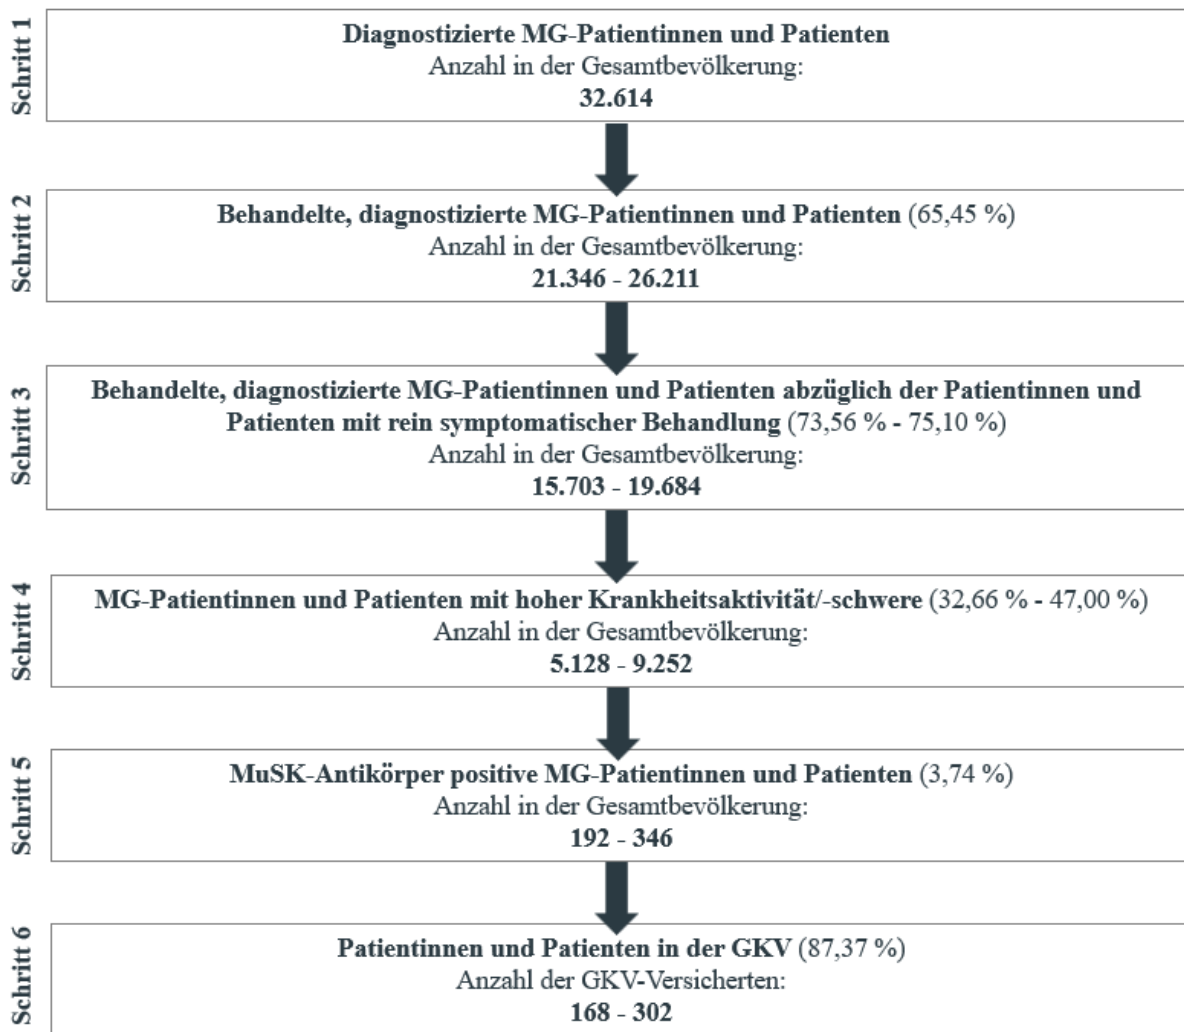 Schritt 1
Diagnostizierte MG-Patientinnen und Patienten
Anzahl in der Gesamtbevölkerung:
32.614
Schritt 2
Behandelte, diagnostizierte MG-Patientinnen und Patienten (65,45 %)
Anzahl in der Gesamtbevölkerung:
21.346 - 26.211
Schritt 3
Behandelte, diagnostizierte MG-Patientinnen und Patienten abzüglich der Patientinnen und
Patienten mit rein symptomatischer Behandlung (73,56 % - 75,10 %)
Anzahl in der Gesamtbevölkerung:
15.703 - 19.684
Schritt 4
MG-Patientinnen und Patienten mit hoher Krankheitsaktivität/-schwere (32,66 % - 47,00 %)
Anzahl in der Gesamtbevölkerung:
5.128 - 9.252
Schritt 5
MuSK-Antikörper positive MG-Patientinnen und Patienten (3,74 %)
Anzahl in der Gesamtbevölkerung:
192 - 346
Schritt 6
Patientinnen und Patienten in der GKV (87,37 %)
Anzahl der GKV-Versicherten:
168 - 302